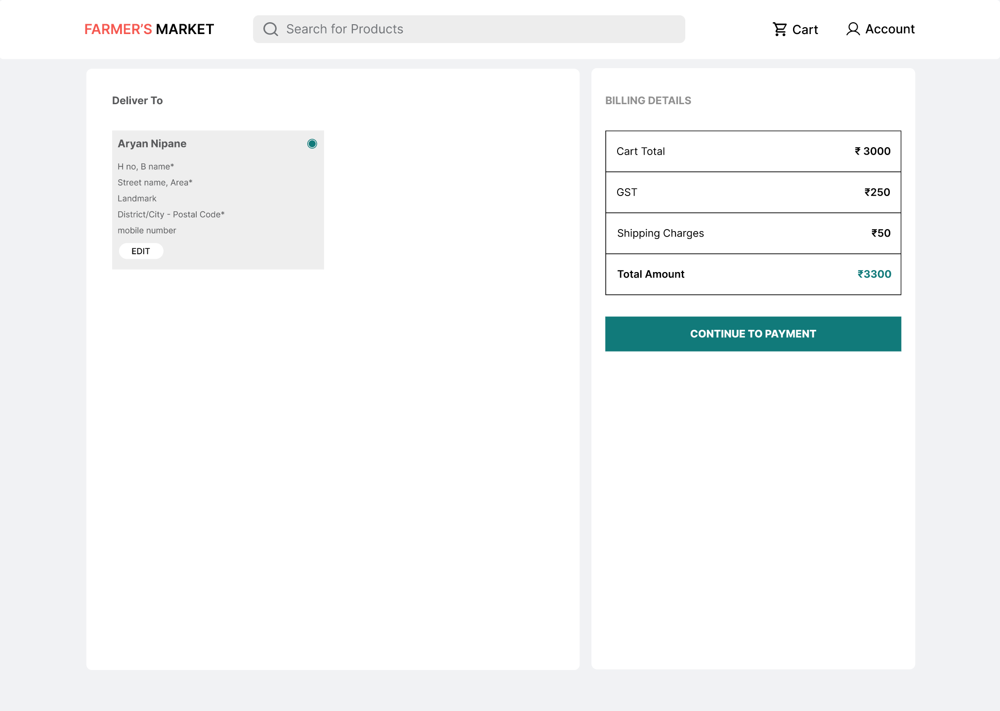 FARMER’S MARKET
Search for Products
Cart
Account
Deliver To
Aryan Nipane
H no, B name*
Street name, Area*
Landmark
District/City - Postal Code*
mobile number
EDIT
BILLING DETAILS
Cart Total ₹ 3000
GST ₹250
Shipping Charges ₹50
Total Amount ₹3300
CONTINUE TO PAYMENT